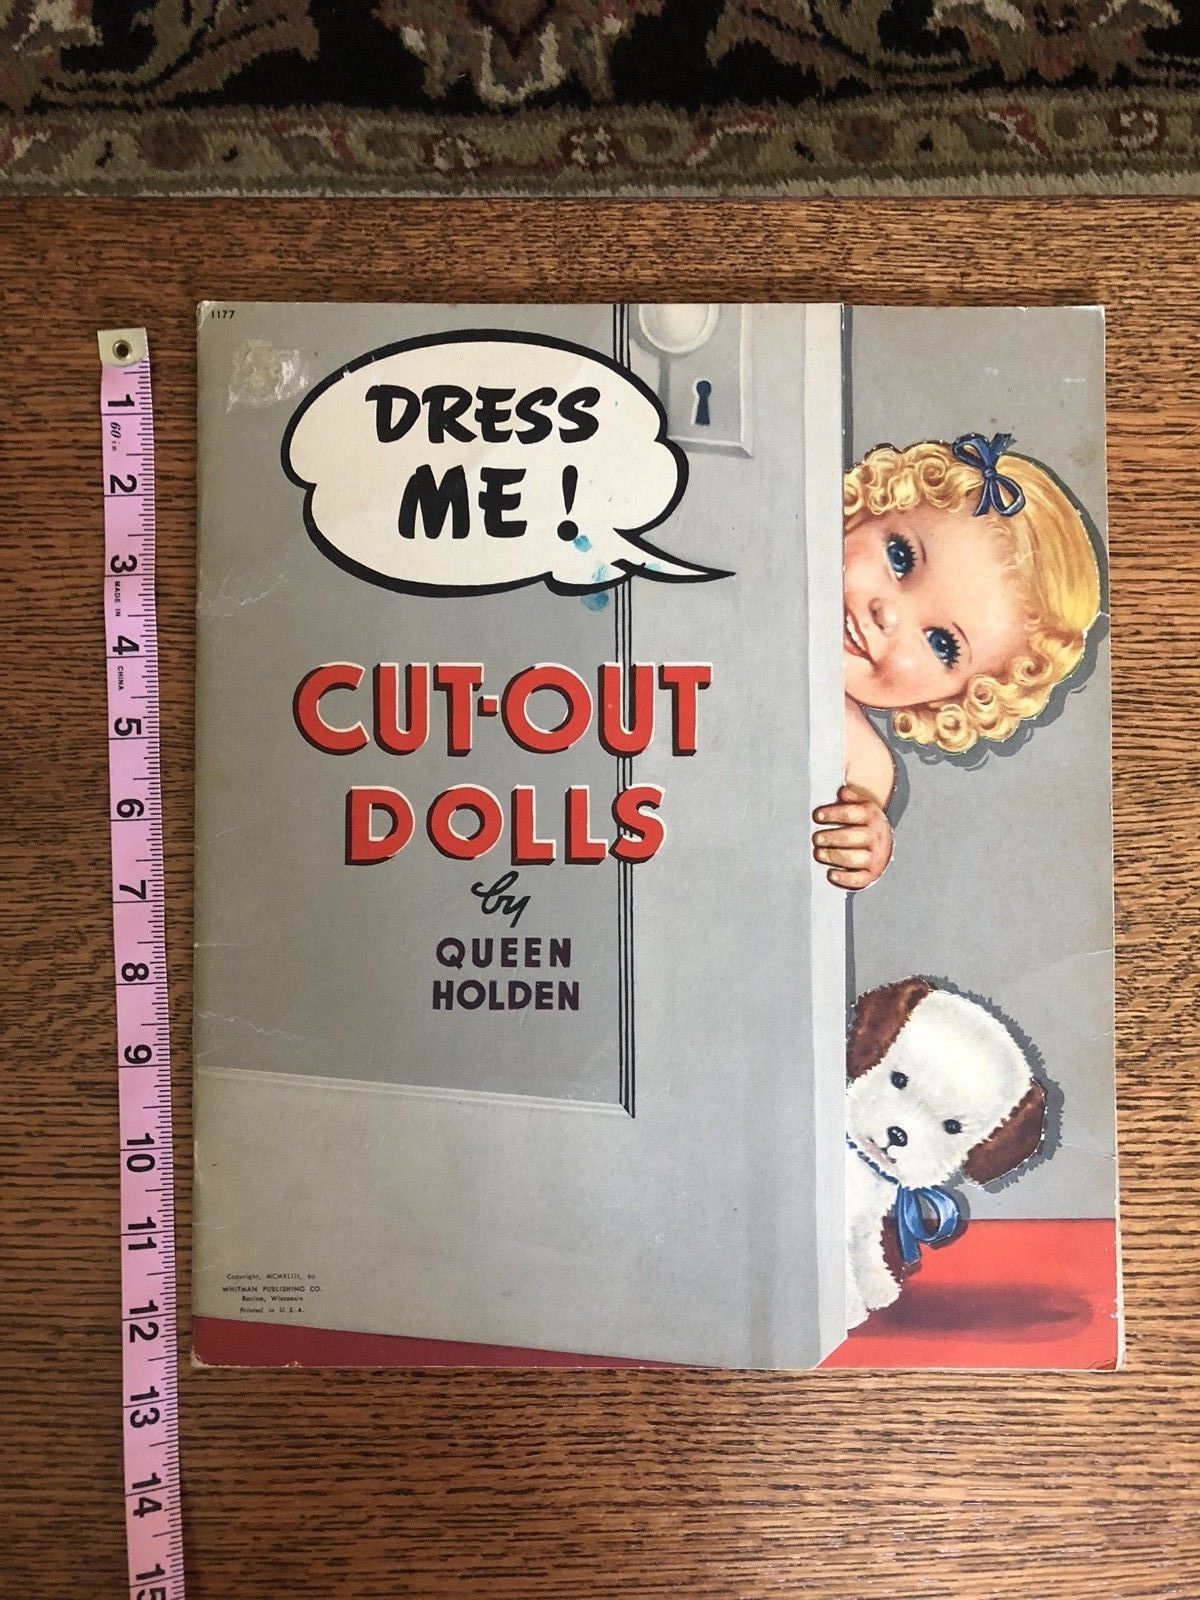 1177
DRESS
ME!
CUT-OUT
DOLLS
by
QUEEN
HOLDEN
Copyright, MCMXLIII, by
WHITMAN PUBLISHING CO.
Racine, Wisconsin
Printed in U.S.A.
1
60 in
2
3
MADE IN
4
CHINA
5
6
7
8
9
10
11
12
13
14
15